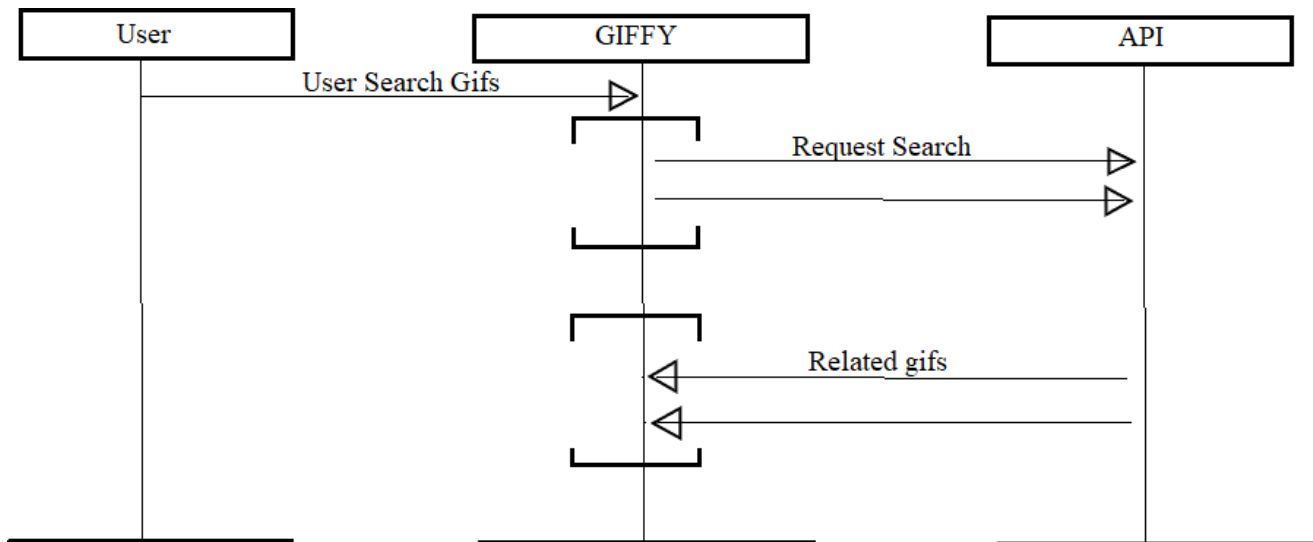 User
GIFFY
API
User Search Gifs
Request Search
Related gifs